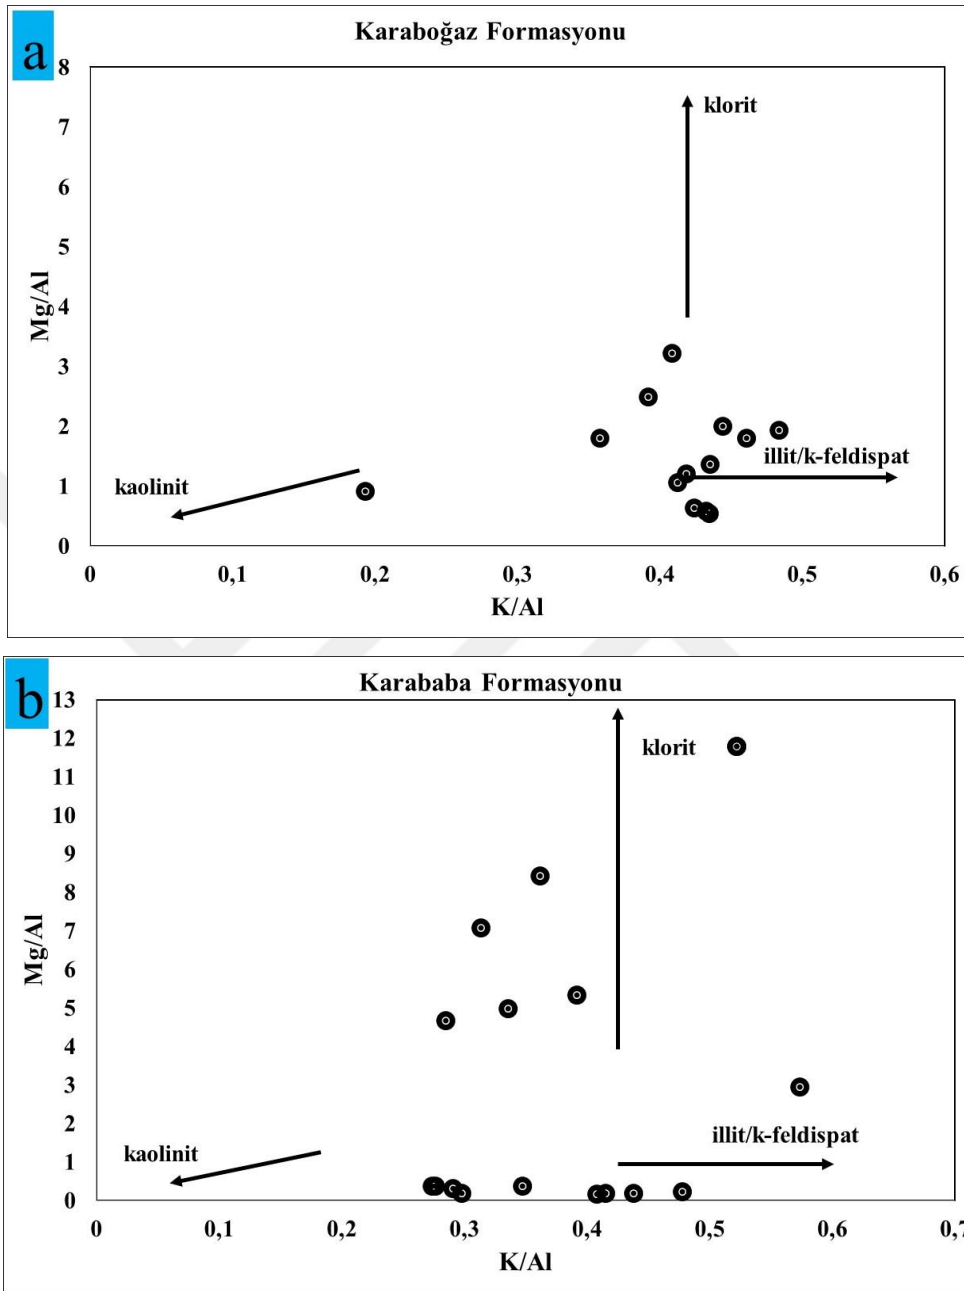 a
Karaboğaz Formasyonu
8
7
6
5
4
3
2
1
0
Mg/Al
klorit
illit/k-feldispat
kaolinit
0 0,1 0,2 0,3 0,4 0,5 0,6
K/Al
b
Karababa Formasyonu
13
12
11
10
9
8
7
6
5
4
3
2
1
0
Mg/Al
klorit
illit/k-feldispat
kaolinit
0 0,1 0,2 0,3 0,4 0,5 0,6 0,7
K/Al